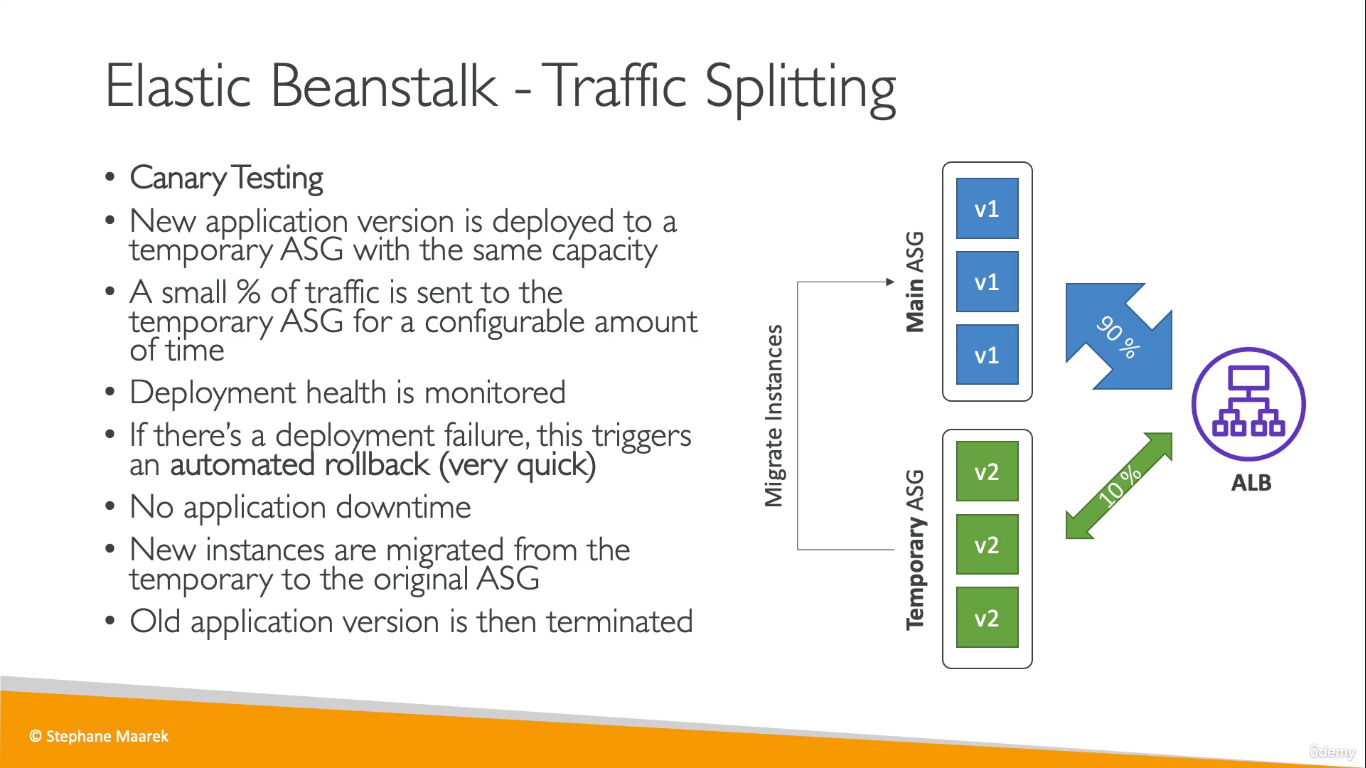 Elastic Beanstalk - Traffic Splitting
• Canary Testing
• New application version is deployed to a
temporary ASG with the same capacity
• A small % of traffic is sent to the
temporary ASG for a configurable amount
of time
• Deployment health is monitored
• If there's a deployment failure, this triggers
an automated rollback (very quick)
• No application downtime
• New instances are migrated from the
temporary to the original ASG
• Old application version is then terminated
Migrate Instances
Main ASG
v1
v1
v1
90 %
Temporary ASG
v2
v2
v2
10 %
ALB
© Stephane Maarek
ûdemy